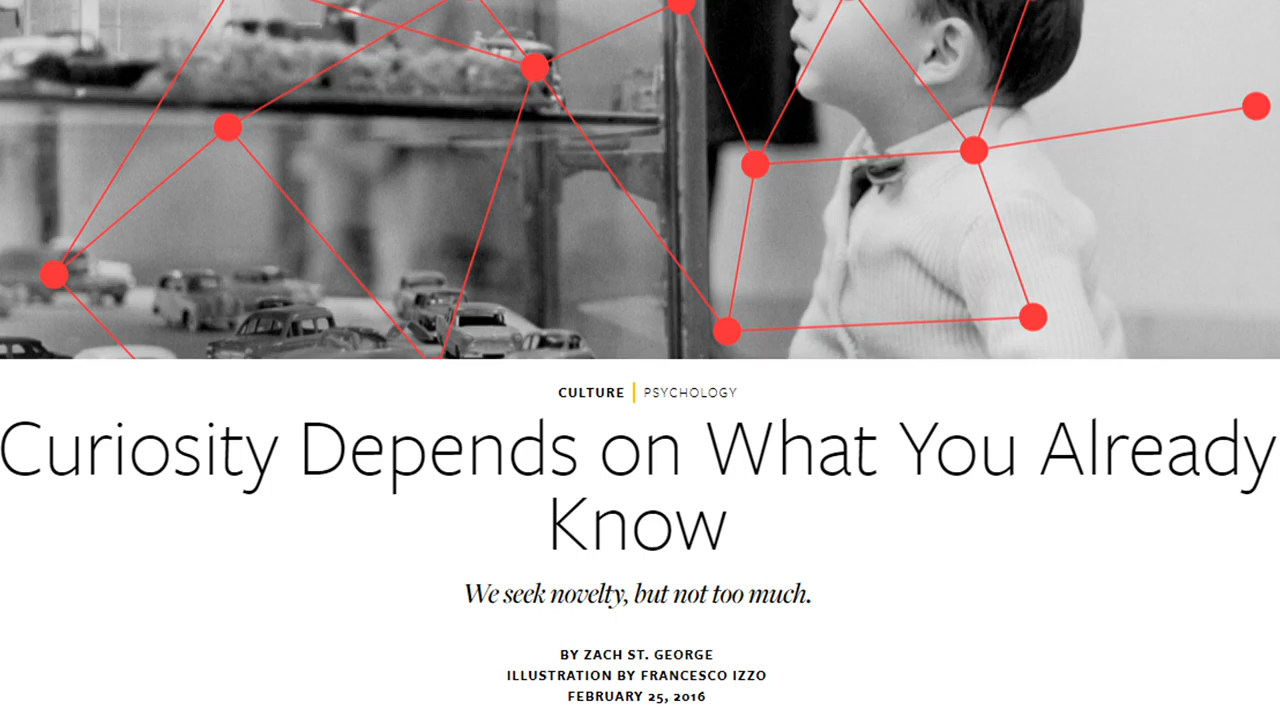 CULTURE | PSYCHOLOGY
Curiosity Depends on What You Already
Know
We seek novelty, but not too much.
BY ZACH ST. GEORGE
ILLUSTRATION BY FRANCESCO IZZO
FEBRUARY 25, 2016